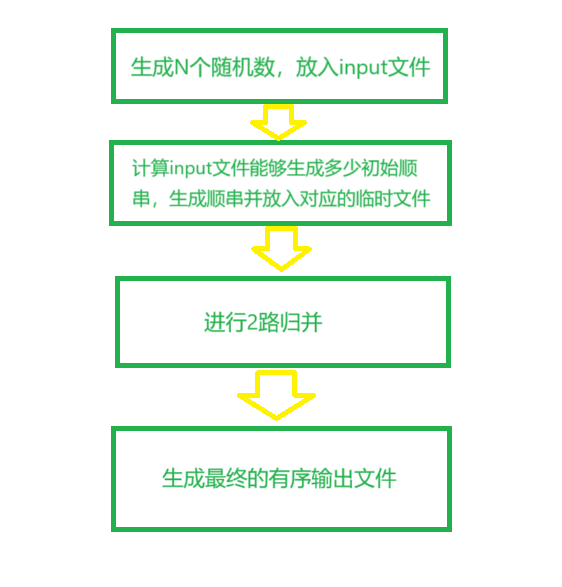 生成N个随机数，放入input文件
计算input文件能够生成多少初始顺
串，生成顺串并放入对应的临时文件
进行2路归并
生成最终的有序输出文件